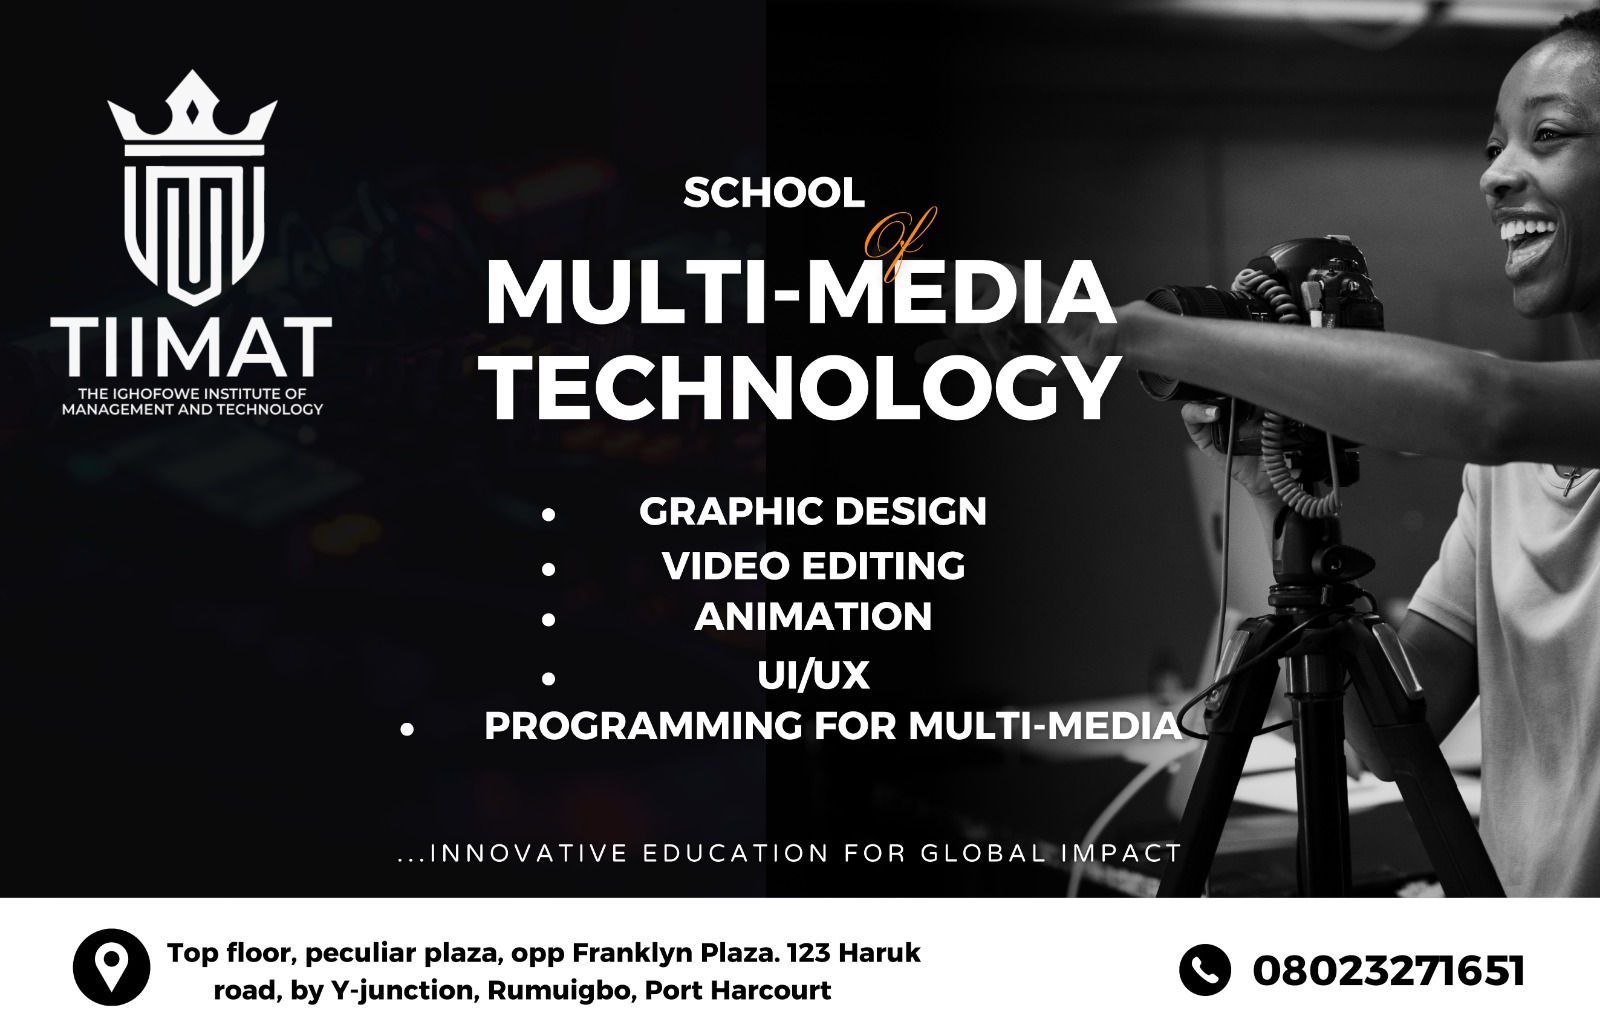 TIIMAT
THE IGHOFOWE INSTITUTE OF
MANAGEMENT AND TECHNOLOGY
SCHOOL
Of
MULTI-MEDIA
TECHNOLOGY
• GRAPHIC DESIGN
• VIDEO EDITING
• ANIMATION
• UI/UX
• PROGRAMMING FOR MULTI-MEDIA
...INNOVATIVE EDUCATION FOR GLOBAL IMPACT
Top floor, peculiar plaza, opp Franklyn Plaza. 123 Haruk
road, by Y-junction, Rumuigbo, Port Harcourt
08023271651